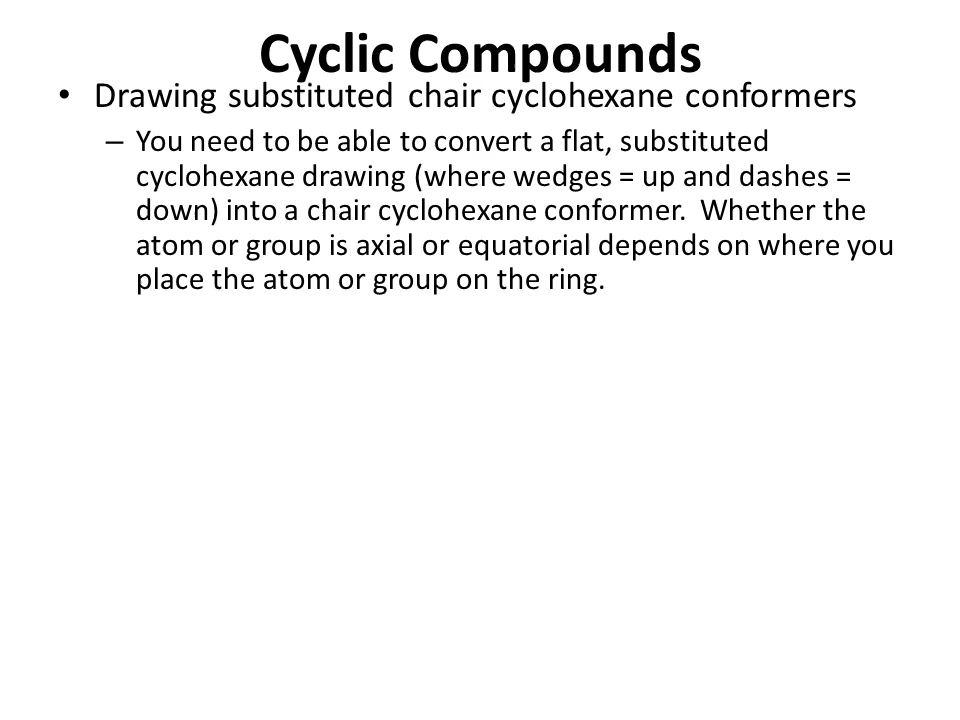 Cyclic Compounds
• Drawing substituted chair cyclohexane conformers
– You need to be able to convert a flat, substituted
cyclohexane drawing (where wedges = up and dashes =
down) into a chair cyclohexane conformer.  Whether the
atom or group is axial or equatorial depends on where you
place the atom or group on the ring.